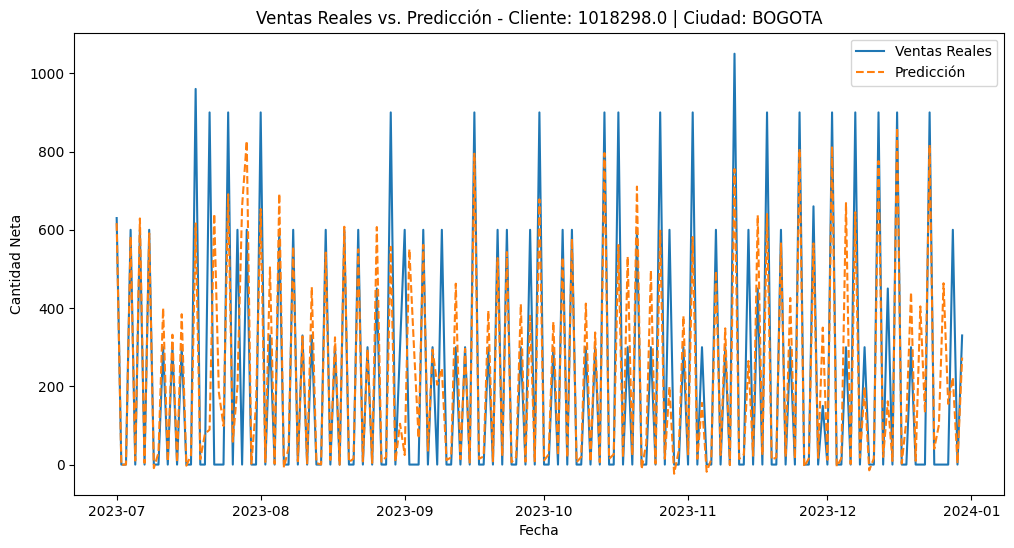 Ventas Reales vs. Predicción - Cliente: 1018298.0 | Ciudad: BOGOTA
Ventas Reales
Predicción
1000
800
600
400
200
0
Cantidad Neta
2023-07
2023-08
2023-09
2023-10
2023-11
2023-12
2024-01
Fecha